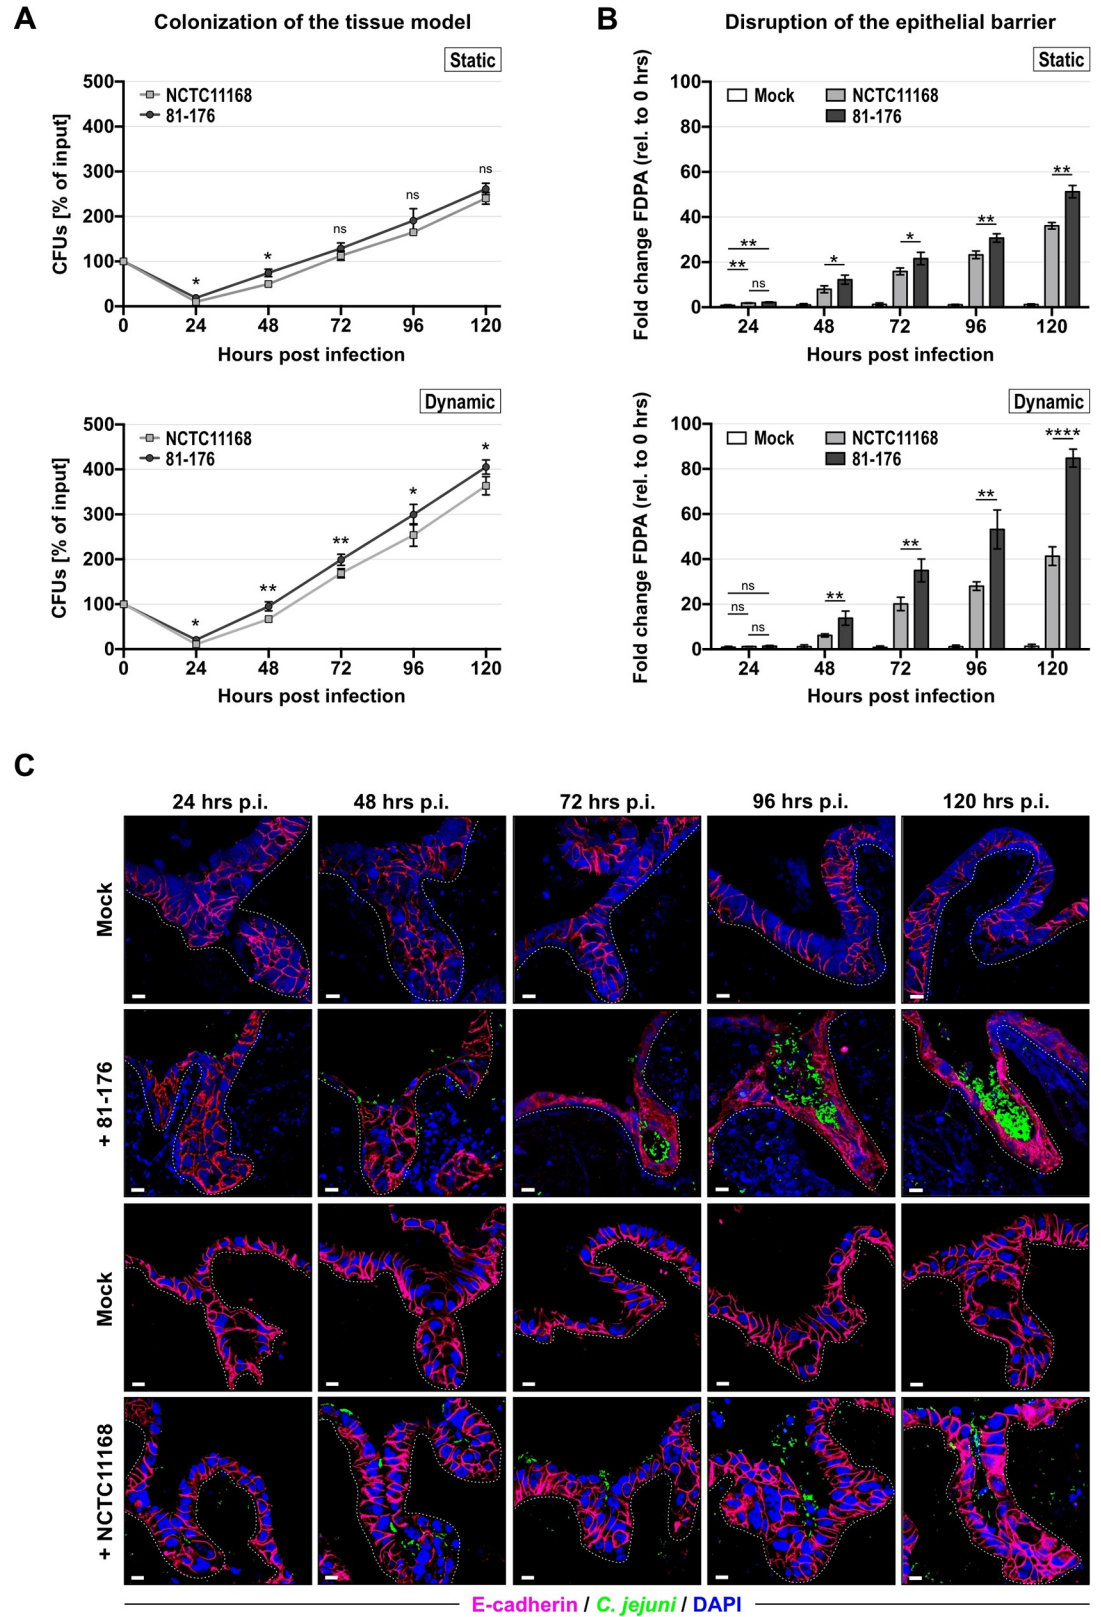 A
Colonization of the tissue model
Static
500
400
300
200
100
0
CFUs [% of input]
NCTC11168
81-176
*
*
ns
ns
ns
0 24 48 72 96 120
Hours post infection
Dynamic
500
400
300
200
100
0
CFUs [% of input]
NCTC11168
81-176
*
**
**
*
*
0 24 48 72 96 120
Hours post infection
B
Disruption of the epithelial barrier
Static
100
80
60
40
20
0
Fold change FDPA (rel. to 0 hrs)
Mock NCTC11168
81-176
**
**
ns
*
*
**
**
24 48 72 96 120
Hours post infection
Dynamic
100
80
60
40
20
0
Fold change FDPA (rel. to 0 hrs)
Mock NCTC11168
81-176
ns
ns
ns
**
**
**
****
24 48 72 96 120
Hours post infection
C
24 hrs p.i. 48 hrs p.i. 72 hrs p.i. 96 hrs p.i. 120 hrs p.i.
Mock
+ 81-176
Mock
+ NCTC11168
E-cadherin / C. jejuni / DAPI